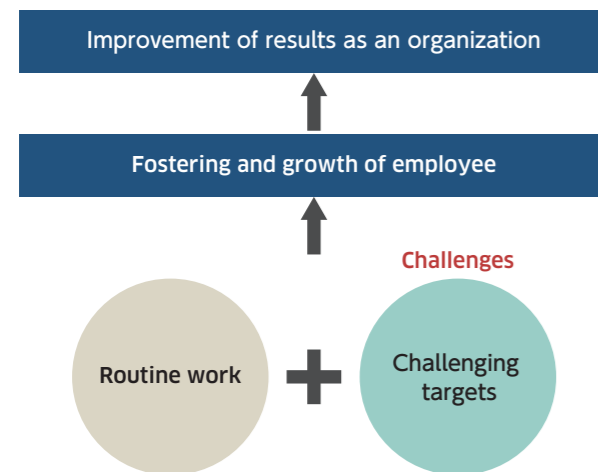 Improvement of results as an organization
Fostering and growth of employee
Challenges
Routine work
Challenging
targets